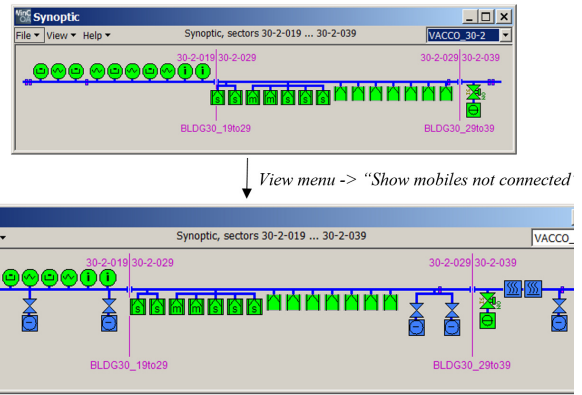 Synoptic
File View Help Synoptic, sectors 30-2-019 ... 30-2-039 VACCO_30-2
30-2-019 30-2-029 30-2-029 30-2-039
i i
s s m m s s s
BLDG30_19to29 BLDG30_29to39
View menu -> “Show mobiles not connected”
Synoptic, sectors 30-2-019 ... 30-2-039 VACCO_
30-2-019 30-2-029 30-2-029 30-2-039
i i
s s m m s s s
BLDG30_19to29 BLDG30_29to39